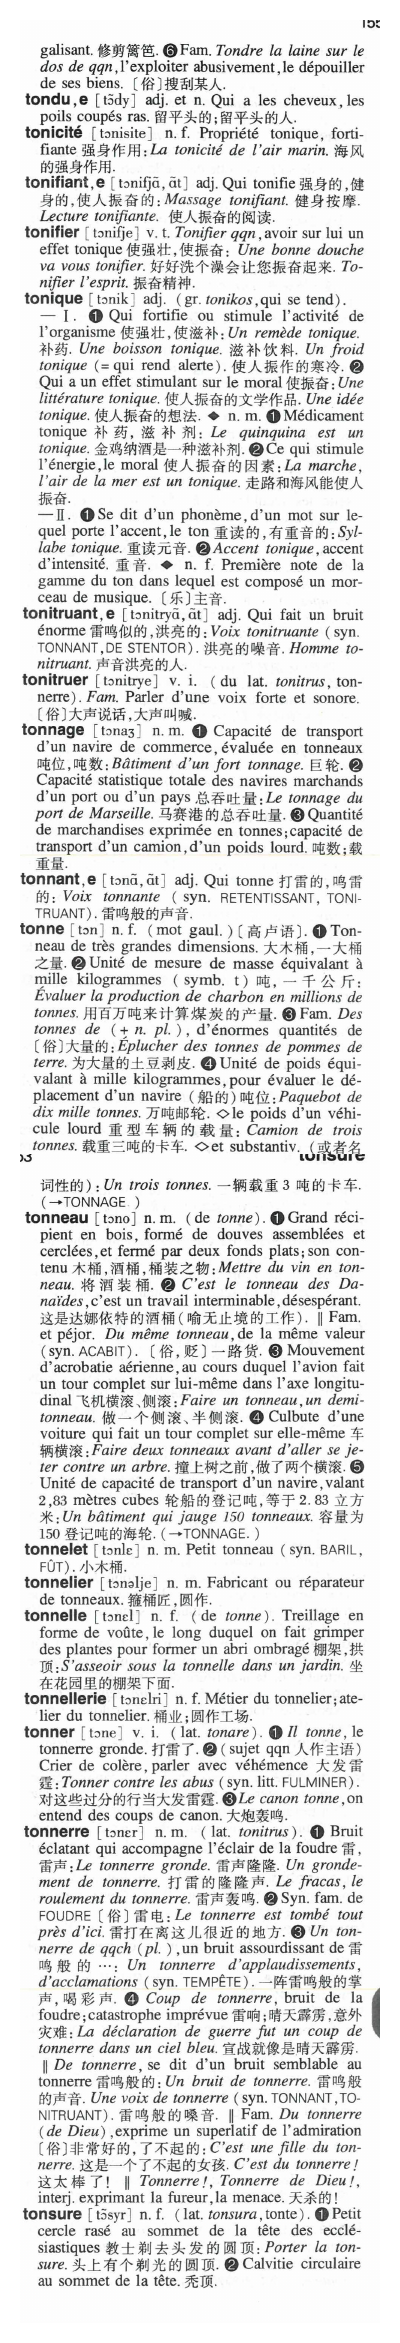 155
galisant. 修剪篱笆. ❻ Fam. Tondre la laine sur le
dos de qqn,l'exploiter abusivement,le dépouiller
de ses biens.〔俗〕搜刮某人.
tondu,e [tɔ̃dy] adj. et n. Qui a les cheveux,les
poils coupés ras. 留平头的;留平头的人.
tonicité [tɔnisite] n. f. Propriété tonique, forti-
fiante 强身作用:La tonicité de l'air marin. 海风
的强身作用.
tonifiant,e [tɔnifjɑ̃,ɑ̃t] adj. Qui tonifie 强身的,健
身的,使人振奋的: Massage tonifiant. 健身按摩.
Lecture tonifiante. 使人振奋的阅读.
tonifier [tɔnifje] v. t. Tonifier qqn,avoir sur lui un
effet tonique 使强壮,使振奋: Une bonne douche
va vous tonifier. 好好洗个澡会让您振奋起来. To-
nifier l'esprit. 振奋精神.
tonique [tɔnik] adj. (gr. tonikos,qui se tend).
— Ⅰ. ❶ Qui fortifie ou stimule l'activité de
l'organisme 使强壮,使滋补:Un remède tonique.
补药. Une boisson tonique. 滋补饮料. Un froid
tonique (= qui rend alerte). 使人振作的寒冷. ❷
Qui a un effet stimulant sur le moral 使振奋:Une
littérature tonique. 使人振奋的文学作品. Une idée
tonique. 使人振奋的想法. ◆ n. m. ❶ Médicament
tonique 补药, 滋补剂: Le quinquina est un
tonique. 金鸡纳酒是一种滋补剂. ❷ Ce qui stimule
l'énergie,le moral 使人振奋的因素:La marche,
l'air de la mer est un tonique. 走路和海风能使人
振奋.
— Ⅱ. ❶ Se dit d'un phonème,d'un mot sur le-
quel porte l'accent,le ton 重读的,有重音的:Syl-
labe tonique. 重读元音. ❷ Accent tonique,accent
d'intensité. 重音. ◆ n. f. Première note de la
gamme du ton dans lequel est composé un mor-
ceau de musique.〔乐〕主音.
tonitruant,e [tɔnitryɑ̃,ɑ̃t] adj. Qui fait un bruit
énorme 雷鸣似的,洪亮的:Voix tonitruante (syn.
TONNANT,DE STENTOR). 洪亮的嗓音. Homme to-
nitruant. 声音洪亮的人.
tonitruer [tɔnitrye] v. i. (du lat. tonitrus, ton-
nerre). Fam. Parler d'une voix forte et sonore.
〔俗〕大声说话,大声叫喊.
tonnage [tɔnaʒ] n. m. ❶ Capacité de transport
d'un navire de commerce,évaluée en tonneaux
吨位,吨数:Bâtiment d'un fort tonnage. 巨轮. ❷
Capacité statistique totale des navires marchands
d'un port ou d'un pays 总吞吐量:Le tonnage du
port de Marseille. 马赛港的总吞吐量. ❸ Quantité
de marchandises exprimée en tonnes;capacité de
transport d'un camion,d'un poids lourd. 吨数;载
重量.
tonnant,e [tɔnɑ̃,ɑ̃t] adj. Qui tonne 打雷的,鸣雷
的: Voix tonnante (syn. RETENTISSANT, TONI-
TRUANT). 雷鸣般的声音.
tonne [tɔn] n. f. (mot gaul.)〔高卢语〕. ❶ Ton-
neau de très grandes dimensions. 大木桶,一大桶
之量. ❷ Unité de mesure de masse équivalant à
mille kilogrammes (symb. t) 吨, 一千公斤:
Évaluer la production de charbon en millions de
tonnes. 用百万吨来计算煤炭的产量. ❸ Fam. Des
tonnes de (+ n. pl.), d'énormes quantités de
〔俗〕大量的:Éplucher des tonnes de pommes de
terre. 为大量的土豆剥皮. ❹ Unité de poids équi-
valant à mille kilogrammes,pour évaluer le dé-
placement d'un navire (船的)吨位:Paquebot de
dix mille tonnes. 万吨邮轮. ◇ le poids d'un véhi-
cule lourd 重型车辆的载量: Camion de trois
tonnes. 载重三吨的卡车. ◇ et substantiv. (或者名
53 tonsure
词性的): Un trois tonnes. 一辆载重 3 吨的卡车.
(→TONNAGE.)
tonneau [tɔno] n. m. (de tonne). ❶ Grand réci-
pient en bois, formé de douves assemblées et
cerclées,et fermé par deux fonds plats;son con-
tenu 木桶,酒桶,桶装之物:Mettre du vin en ton-
neau. 将酒装桶. ❷ C'est le tonneau des Da-
naïdes,c'est un travail interminable,désespérant.
这是达娜依特的酒桶(喻无止境的工作). ‖ Fam.
et péjor. Du même tonneau,de la même valeur
(syn. ACABIT).〔俗,贬〕一路货. ❸ Mouvement
d'acrobatie aérienne,au cours duquel l'avion fait
un tour complet sur lui-même dans l'axe longitu-
dinal 飞机横滚、侧滚:Faire un tonneau,un demi-
tonneau. 做一个侧滚、半侧滚. ❹ Culbute d'une
voiture qui fait un tour complet sur elle-même 车
辆横滚:Faire deux tonneaux avant d'aller se je-
ter contre un arbre. 撞上树之前,做了两个横滚. ❺
Unité de capacité de transport d'un navire,valant
2,83 mètres cubes 轮船的登记吨,等于 2.83 立方
米:Un bâtiment qui jauge 150 tonneaux. 容量为
150 登记吨的海轮. (→TONNAGE.)
tonnelet [tɔnlɛ] n. m. Petit tonneau (syn. BARIL,
FÛT). 小木桶.
tonnelier [tɔnəlje] n. m. Fabricant ou réparateur
de tonneaux. 箍桶匠,圆作.
tonnelle [tɔnɛl] n. f. (de tonne). Treillage en
forme de voûte,le long duquel on fait grimper
des plantes pour former un abri ombragé 棚架,拱
顶:S'asseoir sous la tonnelle dans un jardin. 坐
在花园里的棚架下面.
tonnellerie [tɔnɛlri] n. f. Métier du tonnelier;ate-
lier du tonnelier. 桶业;圆作工场.
tonner [tɔne] v. i. (lat. tonare). ❶ Il tonne, le
tonnerre gronde. 打雷了. ❷ (sujet qqn 人作主语)
Crier de colère,parler avec véhémence 大发雷
霆:Tonner contre les abus (syn. litt. FULMINER).
对这些过分的行当大发雷霆. ❸ Le canon tonne,on
entend des coups de canon. 大炮轰鸣.
tonnerre [tɔnɛr] n. m. (lat. tonitrus). ❶ Bruit
éclatant qui accompagne l'éclair de la foudre 雷,
雷声:Le tonnerre gronde. 雷声隆隆. Un gronde-
ment de tonnerre. 打雷的隆隆声. Le fracas, le
roulement du tonnerre. 雷声轰鸣. ❷ Syn. fam. de
FOUDRE〔俗〕雷电: Le tonnerre est tombé tout
près d'ici. 雷打在离这儿很近的地方. ❸ Un ton-
nerre de qqch (pl.),un bruit assourdissant de 雷
鸣般的…: Un tonnerre d'applaudissements,
d'acclamations (syn. TEMPÊTE). 一阵雷鸣般的掌
声,喝彩声. ❹ Coup de tonnerre, bruit de la
foudre;catastrophe imprévue 雷响;晴天霹雳,意外
灾难: La déclaration de guerre fut un coup de
tonnerre dans un ciel bleu. 宣战就像是晴天霹雳.
‖ De tonnerre, se dit d'un bruit semblable au
tonnerre 雷鸣般的:Un bruit de tonnerre. 雷鸣般
的声音. Une voix de tonnerre (syn. TONNANT,TO-
NITRUANT). 雷鸣般的嗓音. ‖ Fam. Du tonnerre
(de Dieu),exprime un superlatif de l'admiration
〔俗〕非常好的,了不起的:C'est une fille du ton-
nerre. 这是一个了不起的女孩. C'est du tonnerre!
这太棒了! ‖ Tonnerre!, Tonnerre de Dieu!,
interj. exprimant la fureur,la menace. 天杀的!
tonsure [tɔ̃syr] n. f. (lat. tonsura,tonte). ❶ Petit
cercle rasé au sommet de la tête des ecclé-
siastiques 教士剃去头发的圆顶: Porter la ton-
sure. 头上有个剃光的圆顶. ❷ Calvitie circulaire
au sommet de la tête. 秃顶.